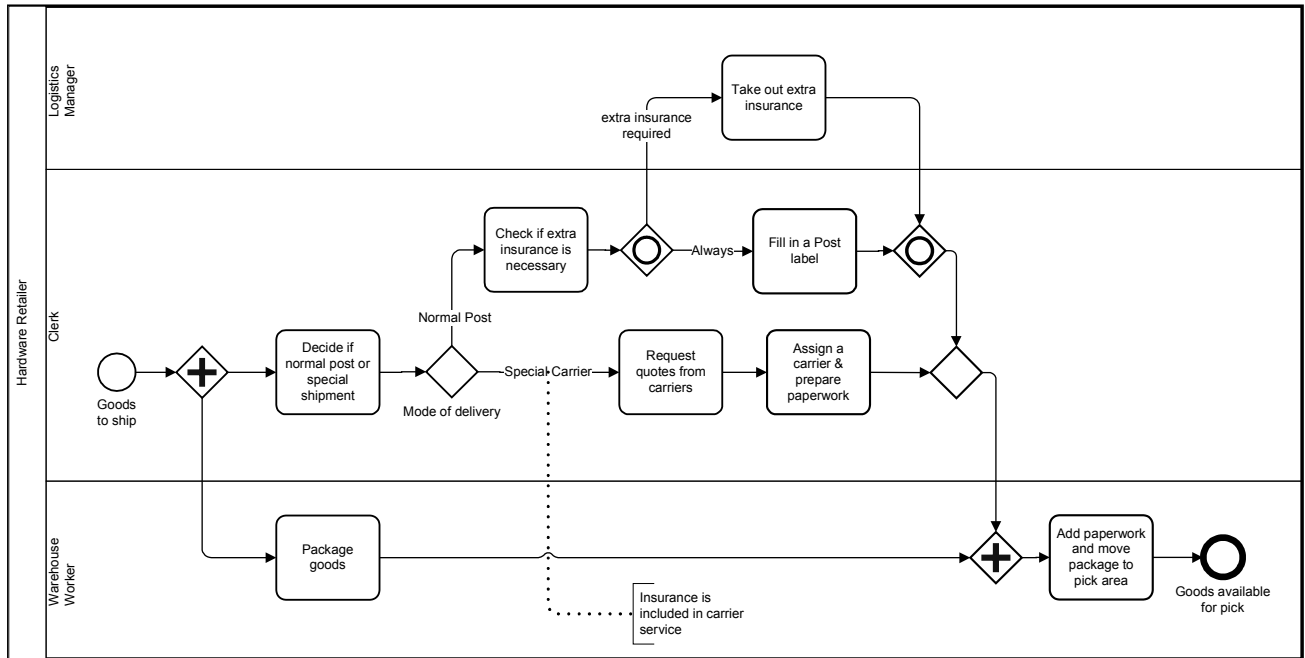 Hardware Retailer
Logistics
Manager
Take out extra
insurance
extra insurance
required
Clerk
Check if extra
insurance is
necessary
Always
Fill in a Post
label
Normal Post
Goods
to ship
Decide if
normal post or
special
shipment
Mode of delivery
Special Carrier
Request
quotes from
carriers
Assign a
carrier &
prepare
paperwork
Warehouse
Worker
Package
goods
Insurance is
included in carrier
service
Add paperwork
and move
package to
pick area
Goods available
for pick